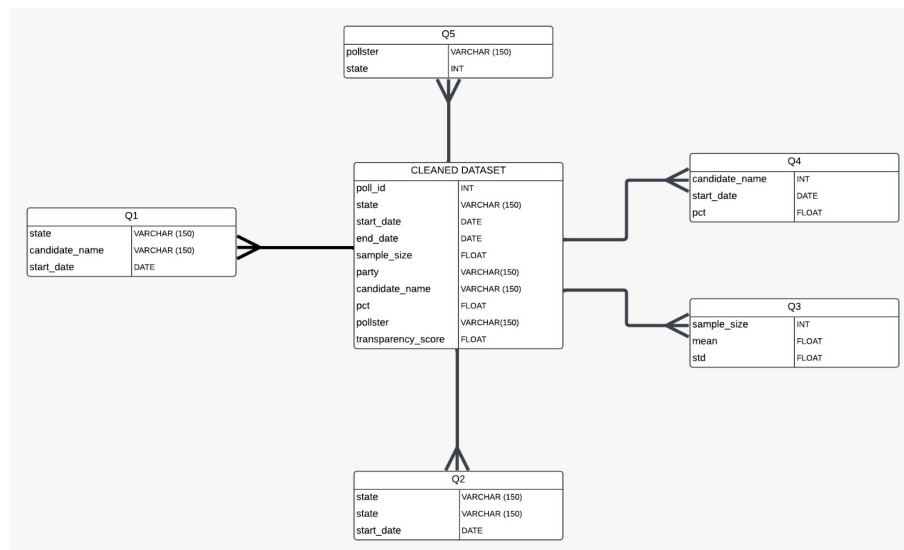 Q5
pollster VARCHAR (150)
state INT
CLEANED DATASET
poll_id INT
state VARCHAR (150)
start_date DATE
end_date DATE
sample_size FLOAT
party VARCHAR(150)
candidate_name VARCHAR (150)
pct FLOAT
pollster VARCHAR(150)
transparency_score FLOAT
Q4
candidate_name INT
start_date DATE
pct FLOAT
Q1
state VARCHAR (150)
candidate_name VARCHAR (150)
start_date DATE
Q3
sample_size INT
mean FLOAT
std FLOAT
Q2
state VARCHAR (150)
state VARCHAR (150)
start_date DATE